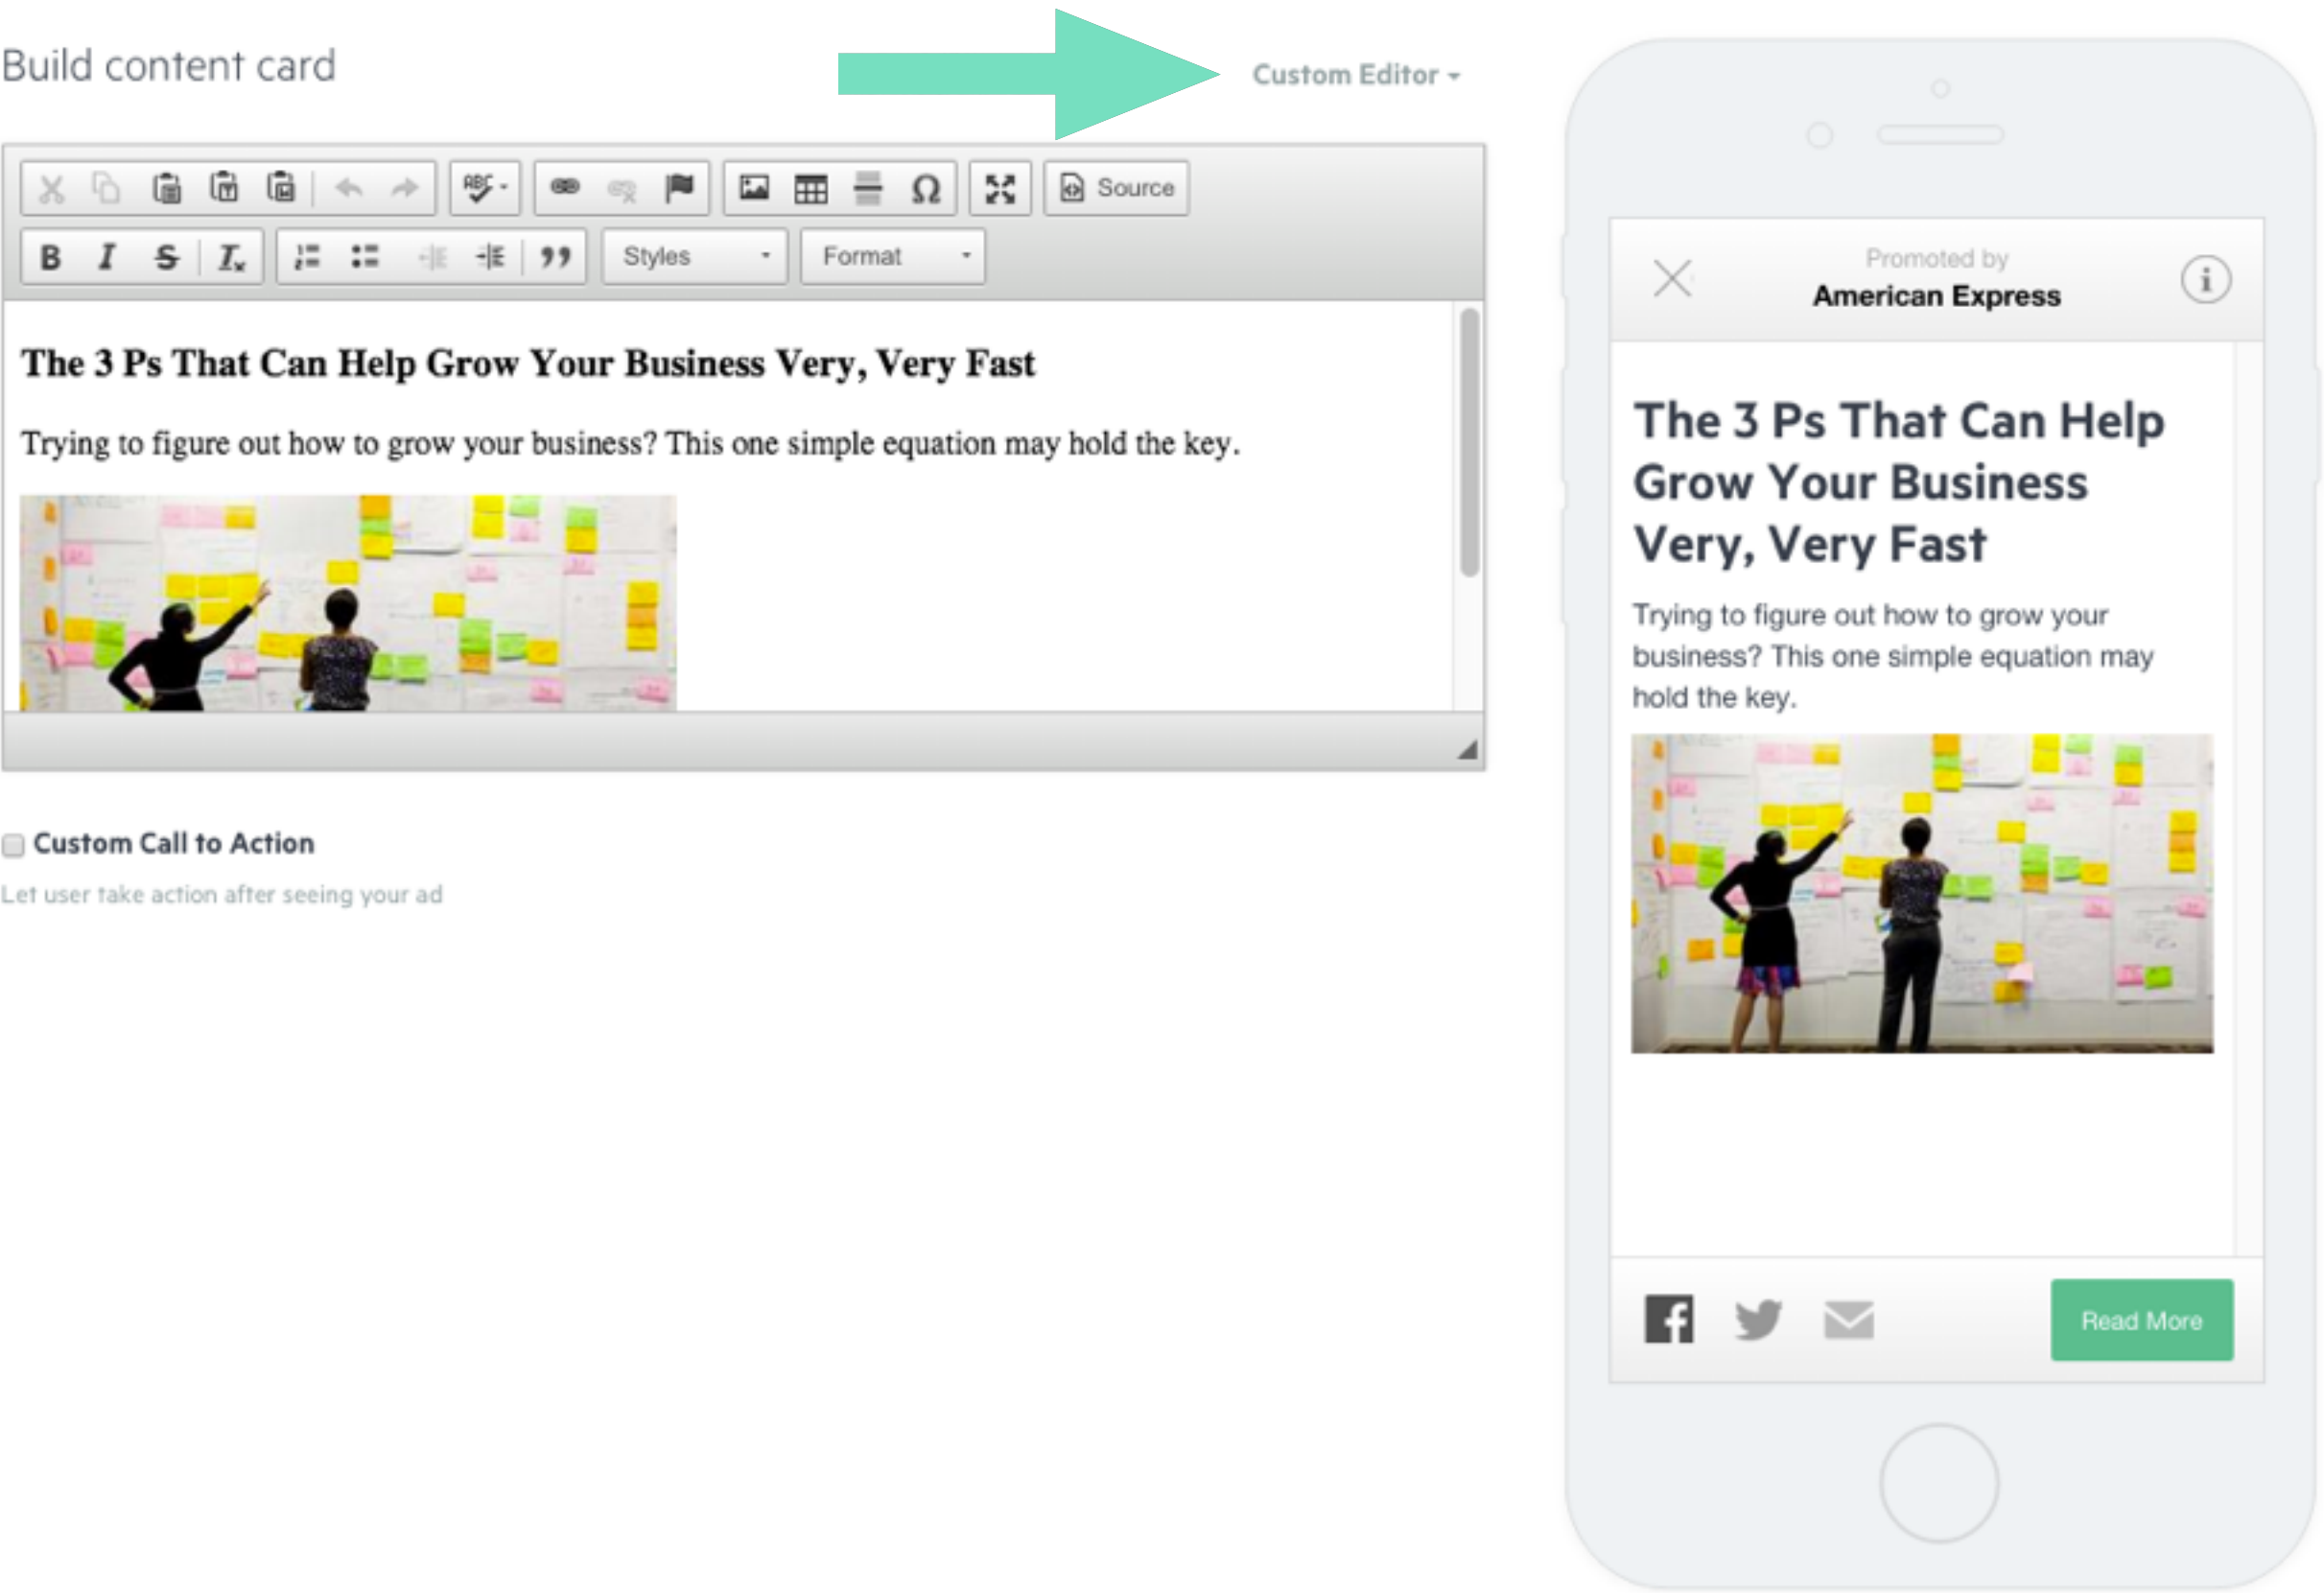 Build content card
Custom Editor
ABC
Source
B I S Ix
Styles
Format
The 3 Ps That Can Help Grow Your Business Very, Very Fast
Trying to figure out how to grow your business? This one simple equation may hold the key.
Custom Call to Action
Let user take action after seeing your ad
Promoted by
American Express
The 3 Ps That Can Help
Grow Your Business
Very, Very Fast
Trying to figure out how to grow your
business? This one simple equation may
hold the key.
Read More